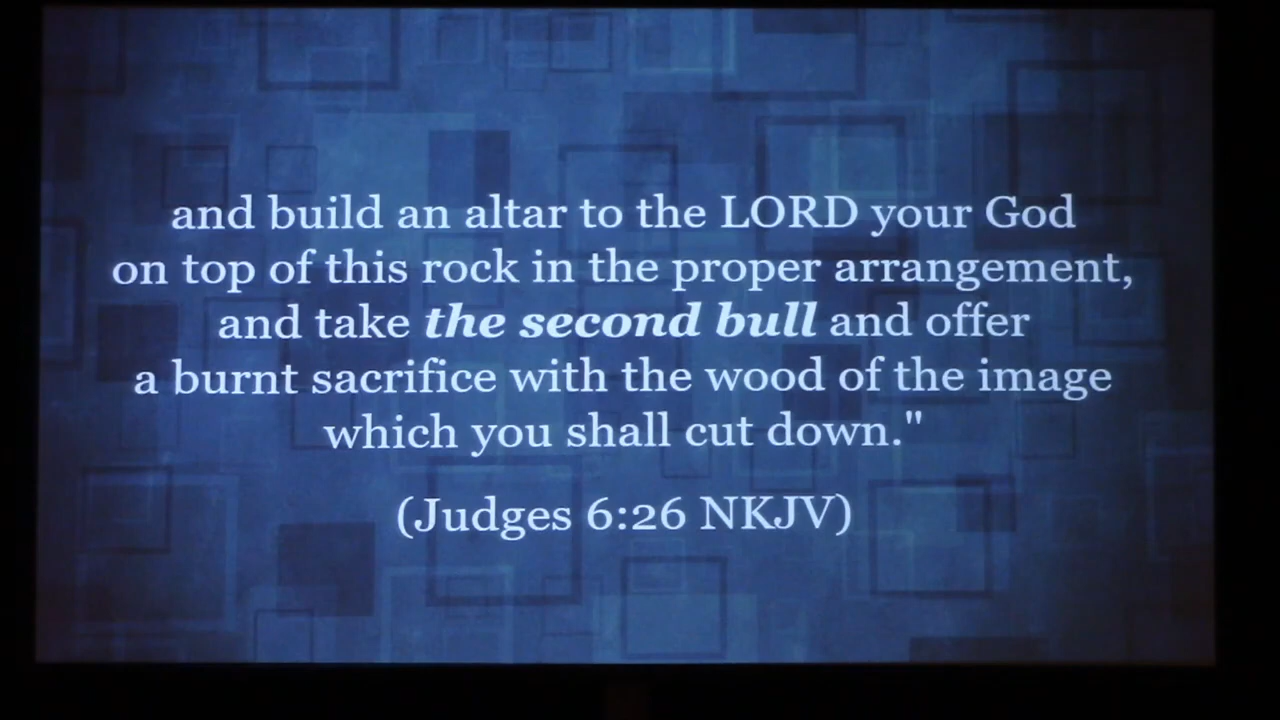 and build an altar to the LORD your God
on top of this rock in the proper arrangement,
and take the second bull and offer
a burnt sacrifice with the wood of the image
which you shall cut down."
(Judges 6:26 NKJV)